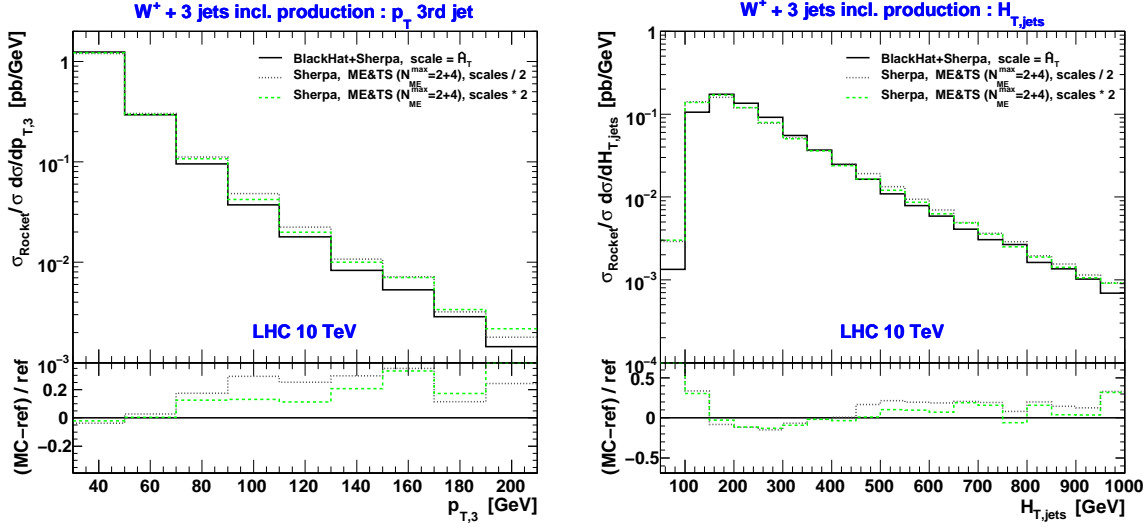 W⁺ + 3 jets incl. production : p_T 3rd jet
σ_Rocket/σ dσ/dp_T,3 [pb/GeV]
1
10⁻¹
10⁻²
10⁻³
BlackHat+Sherpa, scale = Ĥ_T
Sherpa, ME&TS (N_ME^max=2+4), scales / 2
Sherpa, ME&TS (N_ME^max=2+4), scales * 2
LHC 10 TeV
(MC-ref) / ref
0.2
0
-0.2
40 60 80 100 120 140 160 180 200
p_T,3 [GeV]
W⁺ + 3 jets incl. production : H_T,jets
σ_Rocket/σ dσ/dH_T,jets [pb/GeV]
1
10⁻¹
10⁻²
10⁻³
10⁻⁴
BlackHat+Sherpa, scale = Ĥ_T
Sherpa, ME&TS (N_ME^max=2+4), scales / 2
Sherpa, ME&TS (N_ME^max=2+4), scales * 2
LHC 10 TeV
(MC-ref) / ref
0.5
0
-0.5
100 200 300 400 500 600 700 800 900 1000
H_T,jets [GeV]